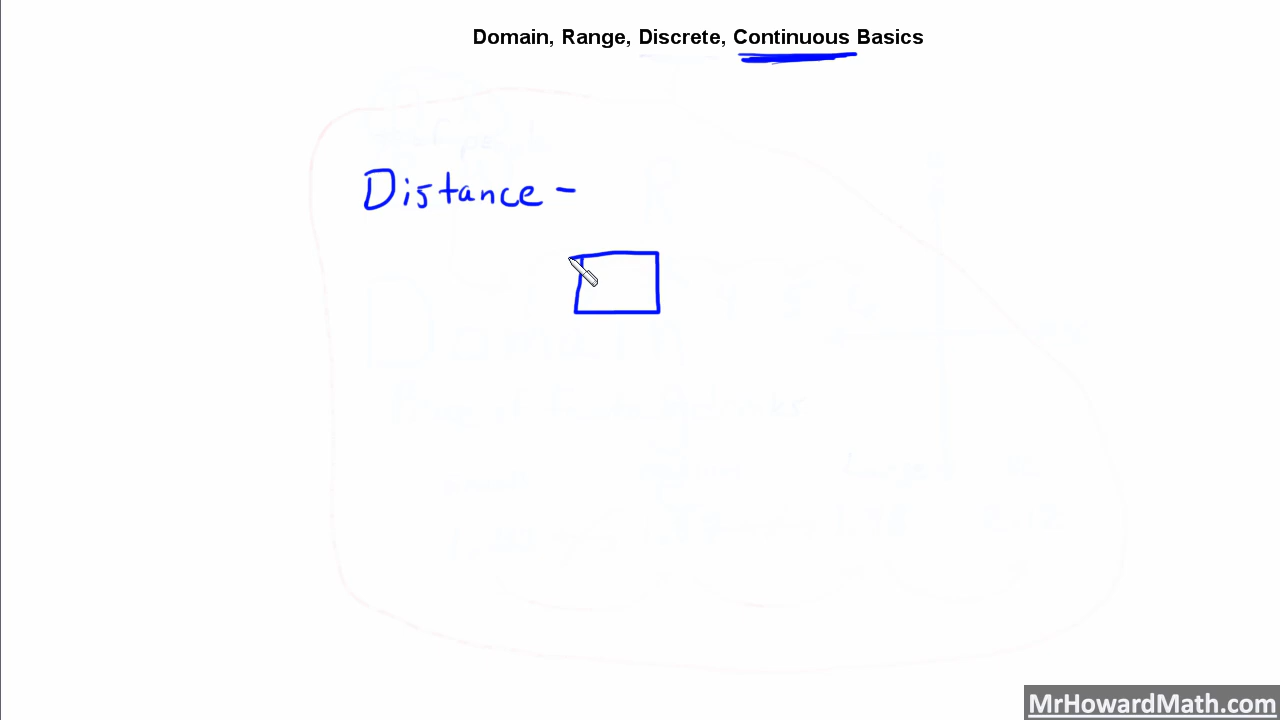 Domain, Range, Discrete, Continuous Basics
Distance -
MrHowardMath.com